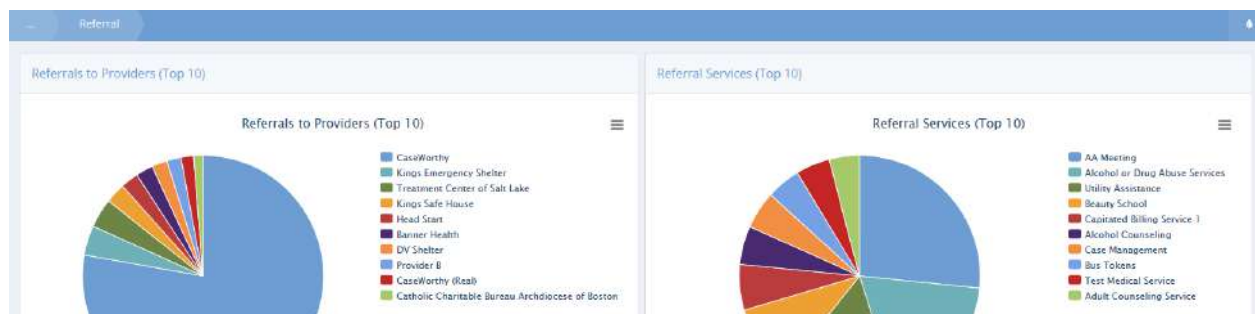 ...
Referral
Referrals to Providers (Top 10)
Referrals to Providers (Top 10)
CaseWorthy
Kings Emergency Shelter
Treatment Center of Salt Lake
Kings Safe House
Head Start
Banner Health
DV Shelter
Provider B
CaseWorthy (Real)
Catholic Charitable Bureau Archdiocese of Boston
Referral Services (Top 10)
Referral Services (Top 10)
AA Meeting
Alcohol or Drug Abuse Services
Utility Assistance
Beauty School
Capitated Billing Service 1
Alcohol Counseling
Case Management
Bus Tokens
Test Medical Service
Adult Counseling Service